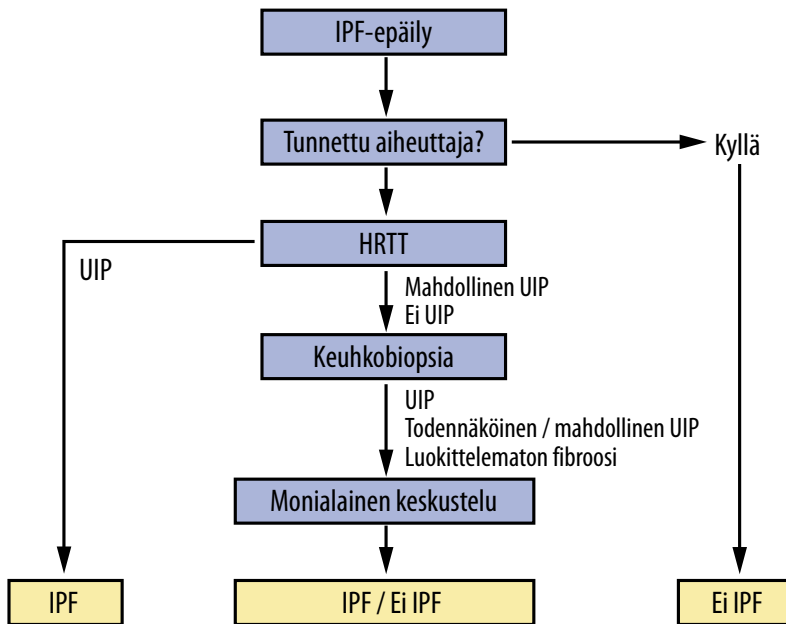 IPF-epäily
Tunnettu aiheuttaja?
Kyllä
HRTT
UIP
Mahdollinen UIP
Ei UIP
Keuhkobiopsia
UIP
Todennäköinen / mahdollinen UIP
Luokittelematon fibroosi
Monialainen keskustelu
IPF
IPF / Ei IPF
Ei IPF